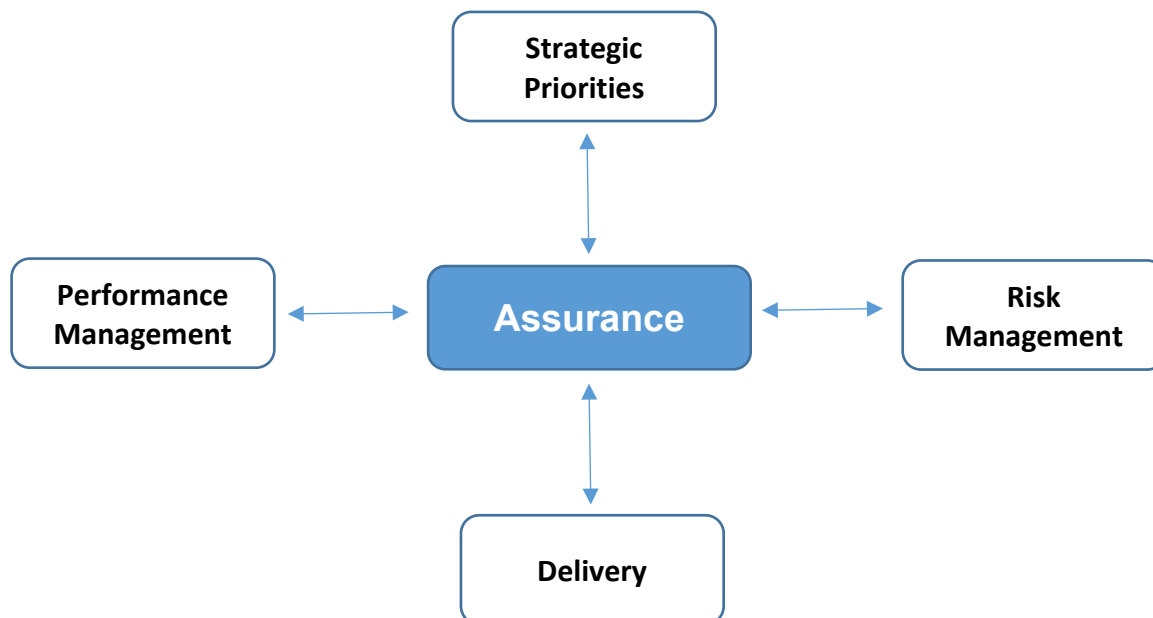 Strategic
Priorities
Performance
Management
Assurance
Risk
Management
Delivery